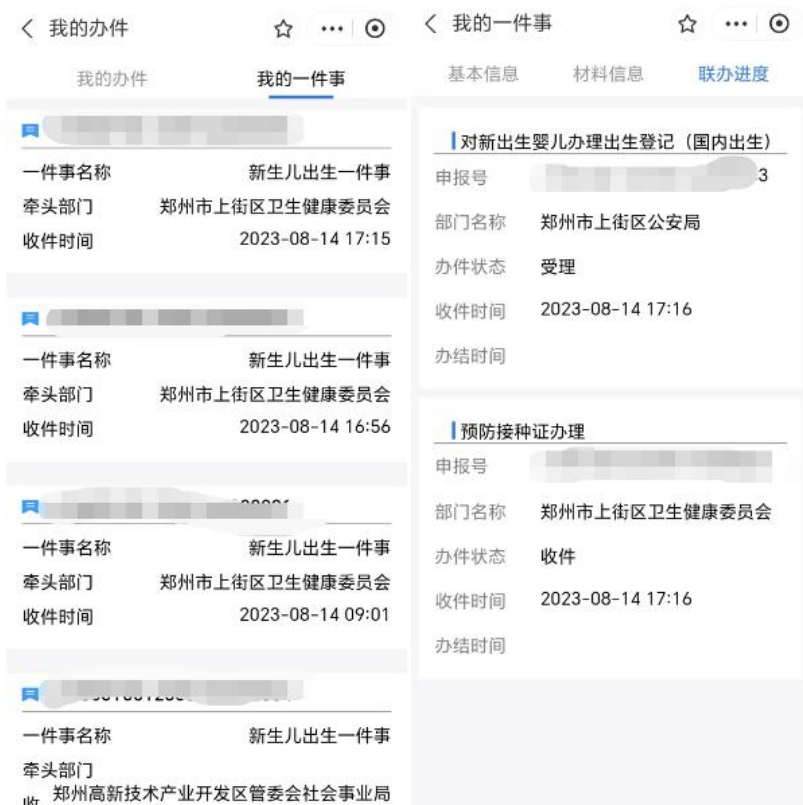 我的办件
我的办件 我的一件事
一件事名称 新生儿出生一件事
牵头部门 郑州市上街区卫生健康委员会
收件时间 2023-08-14 17:15
一件事名称 新生儿出生一件事
牵头部门 郑州市上街区卫生健康委员会
收件时间 2023-08-14 16:56
一件事名称 新生儿出生一件事
牵头部门 郑州市上街区卫生健康委员会
收件时间 2023-08-14 09:01
一件事名称 新生儿出生一件事
牵头部门
郑州高新技术产业开发区管委会社会事业局
我的一件事
基本信息 材料信息 联办进度
对新出生婴儿办理出生登记（国内出生）
申报号 3
部门名称 郑州市上街区公安局
办件状态 受理
收件时间 2023-08-14 17:16
办结时间
预防接种证办理
申报号
部门名称 郑州市上街区卫生健康委员会
办件状态 收件
收件时间 2023-08-14 17:16
办结时间